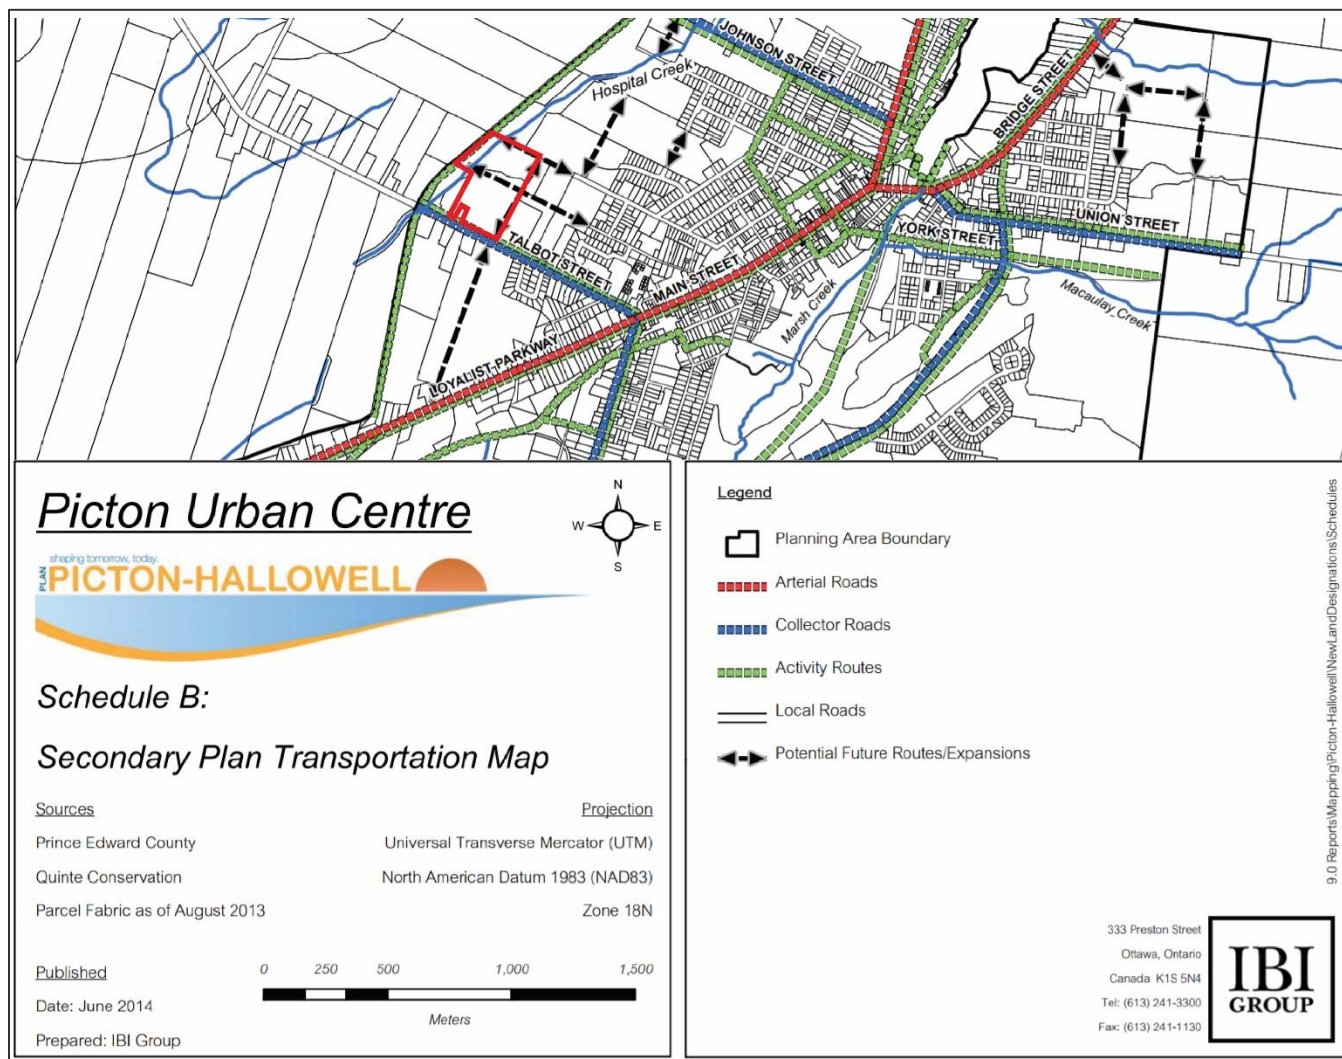 JOHNSON STREET
Hospital Creek
BRIDGE STREET
UNION STREET
YORK STREET
TALBOT STREET
MAIN STREET
Marsh Creek
Macaulay Creek
LOYALIST PARKWAY
Picton Urban Centre
N
W E
S
shaping tomorrow, today.
PLAN
PICTON-HALLOWELL
Schedule B:
Secondary Plan Transportation Map
Sources
Projection
Prince Edward County
Universal Transverse Mercator (UTM)
Quinte Conservation
North American Datum 1983 (NAD83)
Parcel Fabric as of August 2013
Zone 18N
Published
Date: June 2014
Prepared: IBI Group
0 250 500 1,000 1,500
Meters
Legend
Planning Area Boundary
Arterial Roads
Collector Roads
Activity Routes
Local Roads
Potential Future Routes/Expansions
9.0 Reports\Mapping\Picton-Hallowell\NewLandDesignations\Schedules
333 Preston Street
Ottawa, Ontario
Canada K1S 5N4
Tel: (613) 241-3300
Fax: (613) 241-1130
IBI
GROUP